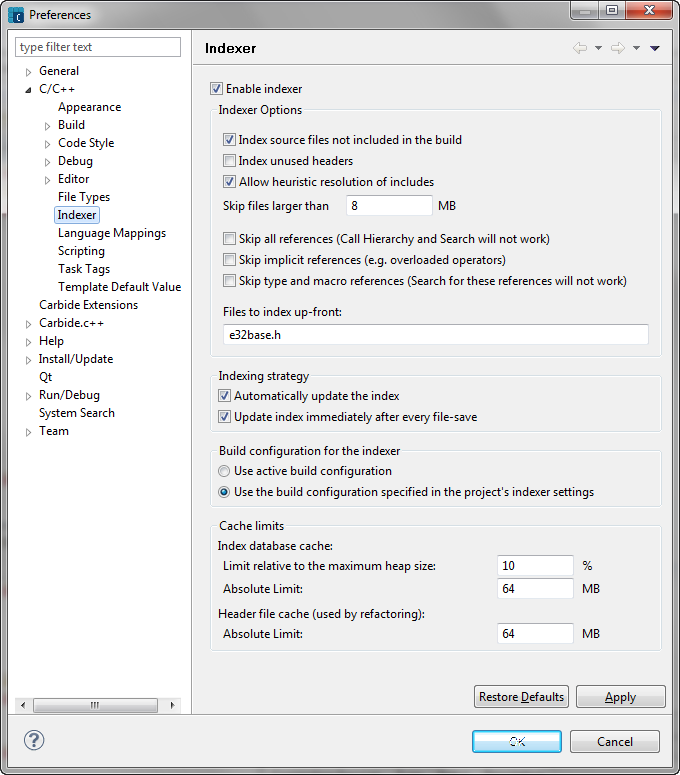 Preferences
type filter text
General
C/C++
Appearance
Build
Code Style
Debug
Editor
File Types
Indexer
Language Mappings
Scripting
Task Tags
Template Default Value
Carbide Extensions
Carbide.c++
Help
Install/Update
Qt
Run/Debug
System Search
Team
Indexer
Enable indexer
Indexer Options
Index source files not included in the build
Index unused headers
Allow heuristic resolution of includes
Skip files larger than 8 MB
Skip all references (Call Hierarchy and Search will not work)
Skip implicit references (e.g. overloaded operators)
Skip type and macro references (Search for these references will not work)
Files to index up-front:
e32base.h
Indexing strategy
Automatically update the index
Update index immediately after every file-save
Build configuration for the indexer
Use active build configuration
Use the build configuration specified in the project's indexer settings
Cache limits
Index database cache:
Limit relative to the maximum heap size: 10 %
Absolute Limit: 64 MB
Header file cache (used by refactoring):
Absolute Limit: 64 MB
Restore Defaults Apply
? OK Cancel